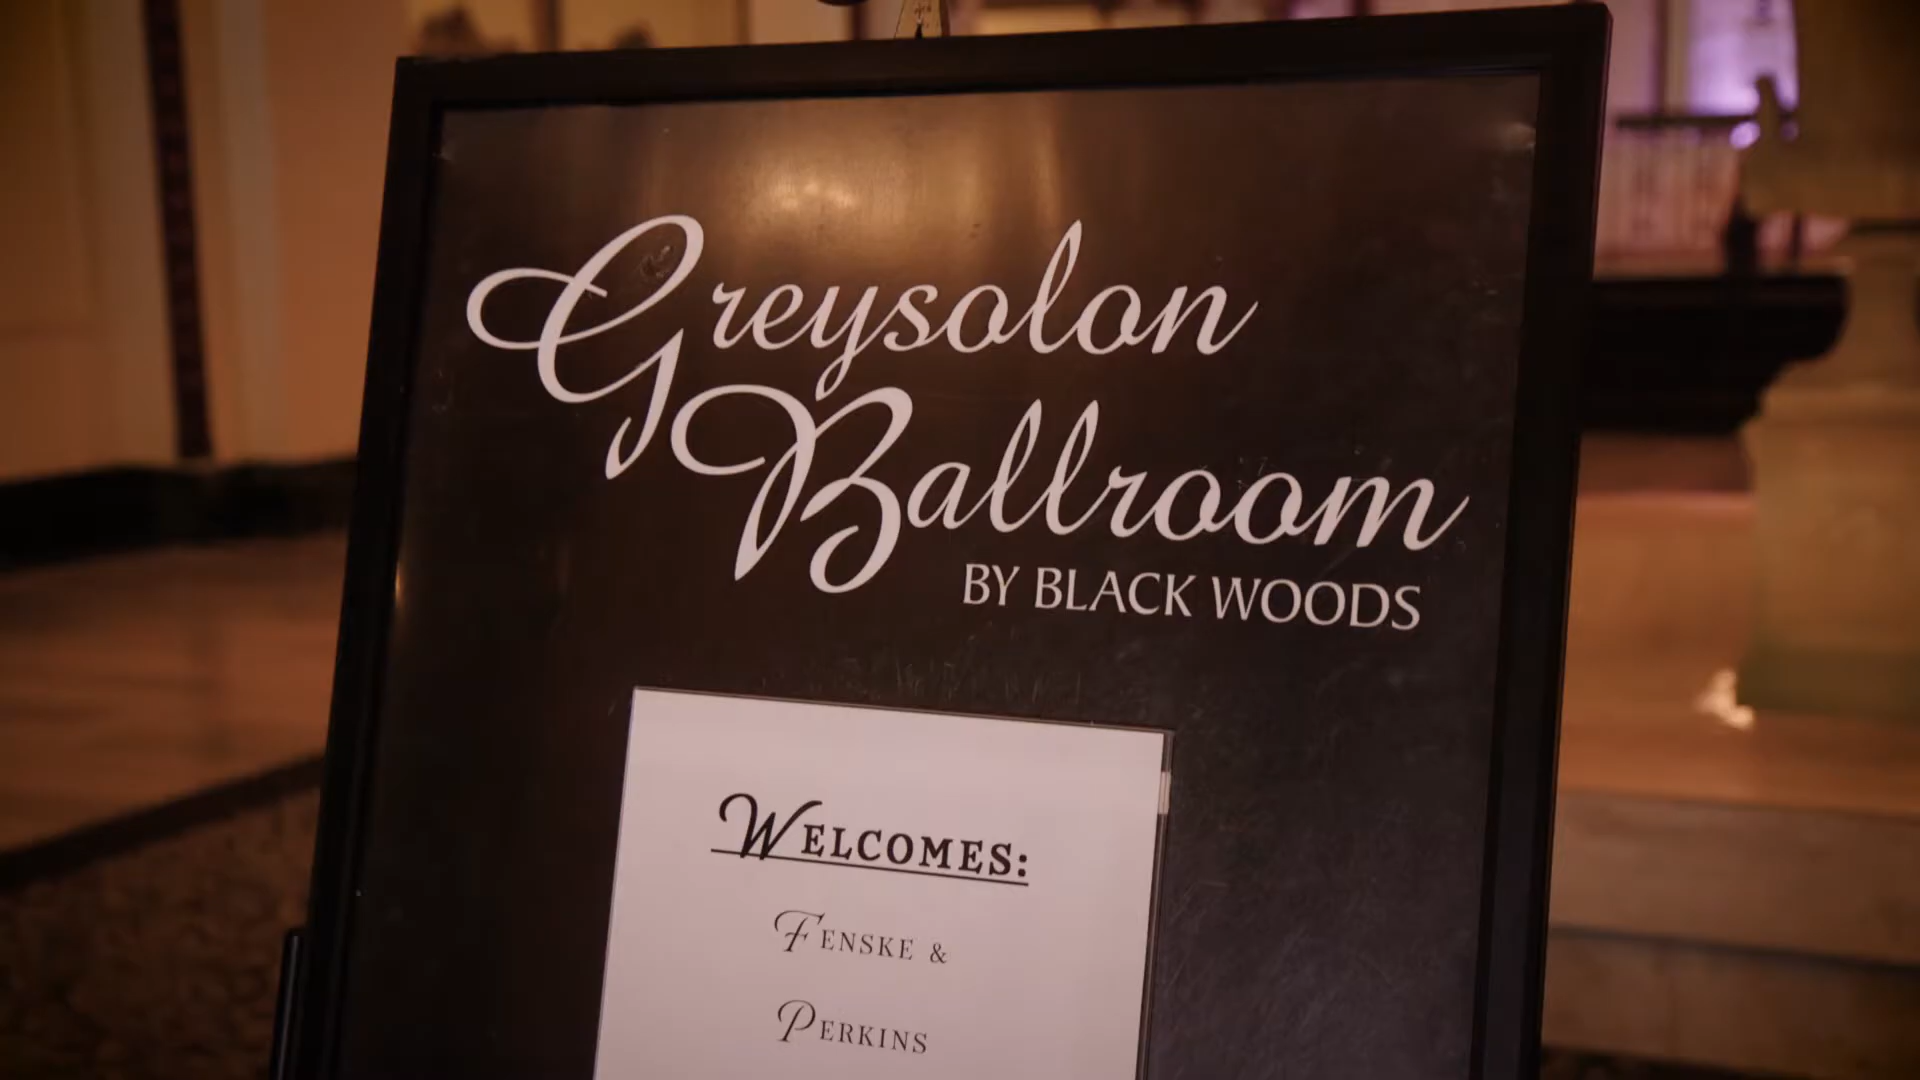 Greysolon
Ballroom
BY BLACK WOODS
WELCOMES:
FENSKE &
PERKINS